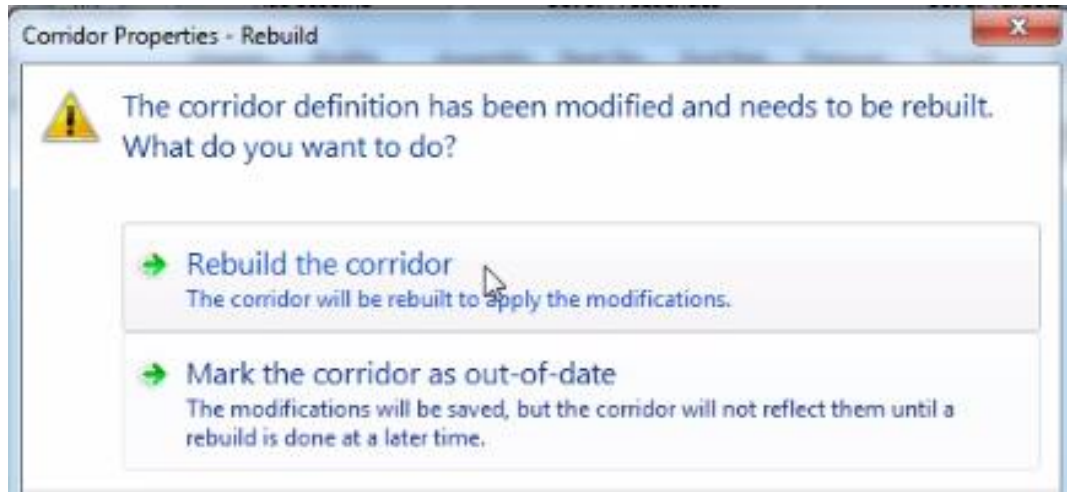 Corridor Properties - Rebuild
The corridor definition has been modified and needs to be rebuilt.
What do you want to do?
Rebuild the corridor
The corridor will be rebuilt to apply the modifications.
Mark the corridor as out-of-date
The modifications will be saved, but the corridor will not reflect them until a
rebuild is done at a later time.